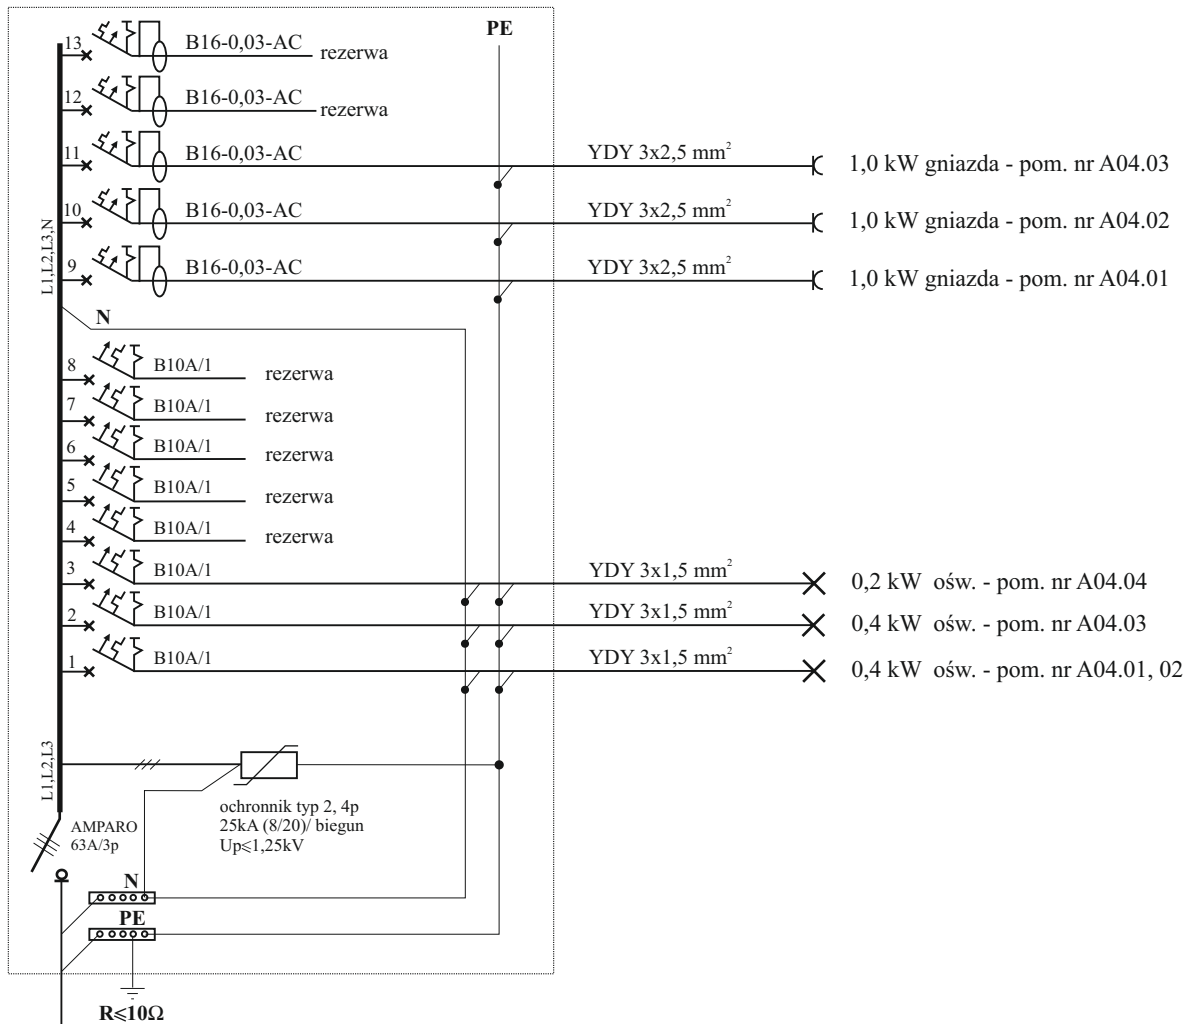 PE
13
B16-0,03-AC
rezerwa
12
B16-0,03-AC
rezerwa
11
B16-0,03-AC
YDY 3x2,5 mm²
1,0 kW gniazda - pom. nr A04.03
10
B16-0,03-AC
YDY 3x2,5 mm²
1,0 kW gniazda - pom. nr A04.02
L1,L2,L3,N
9
B16-0,03-AC
YDY 3x2,5 mm²
1,0 kW gniazda - pom. nr A04.01
N
8
B10A/1
rezerwa
7
B10A/1
rezerwa
6
B10A/1
rezerwa
5
B10A/1
rezerwa
4
B10A/1
rezerwa
3
B10A/1
YDY 3x1,5 mm²
0,2 kW ośw. - pom. nr A04.04
2
B10A/1
YDY 3x1,5 mm²
0,4 kW ośw. - pom. nr A04.03
1
B10A/1
YDY 3x1,5 mm²
0,4 kW ośw. - pom. nr A04.01, 02
L1,L2,L3
ochronnik typ 2, 4p
25kA (8/20)/ biegun
Up⩽1,25kV
AMPARO
63A/3p
N
PE
R⩽10Ω